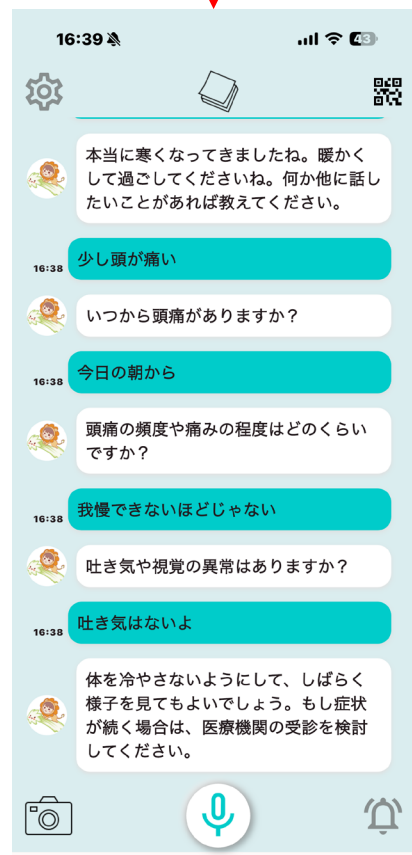 16:39
43
本当に寒くなってきましたね。暖かく
して過ごしてくださいね。何か他に話し
たいことがあれば教えてください。
16:38
少し頭が痛い
いつから頭痛がありますか？
16:38
今日の朝から
頭痛の頻度や痛みの程度はどのくらい
ですか？
16:38
我慢できないほどじゃない
吐き気や視覚の異常はありますか？
16:38
吐き気はないよ
体を冷やさないようにして、しばらく
様子を見てもよいでしょう。もし症状
が続く場合は、医療機関の受診を検討
してください。